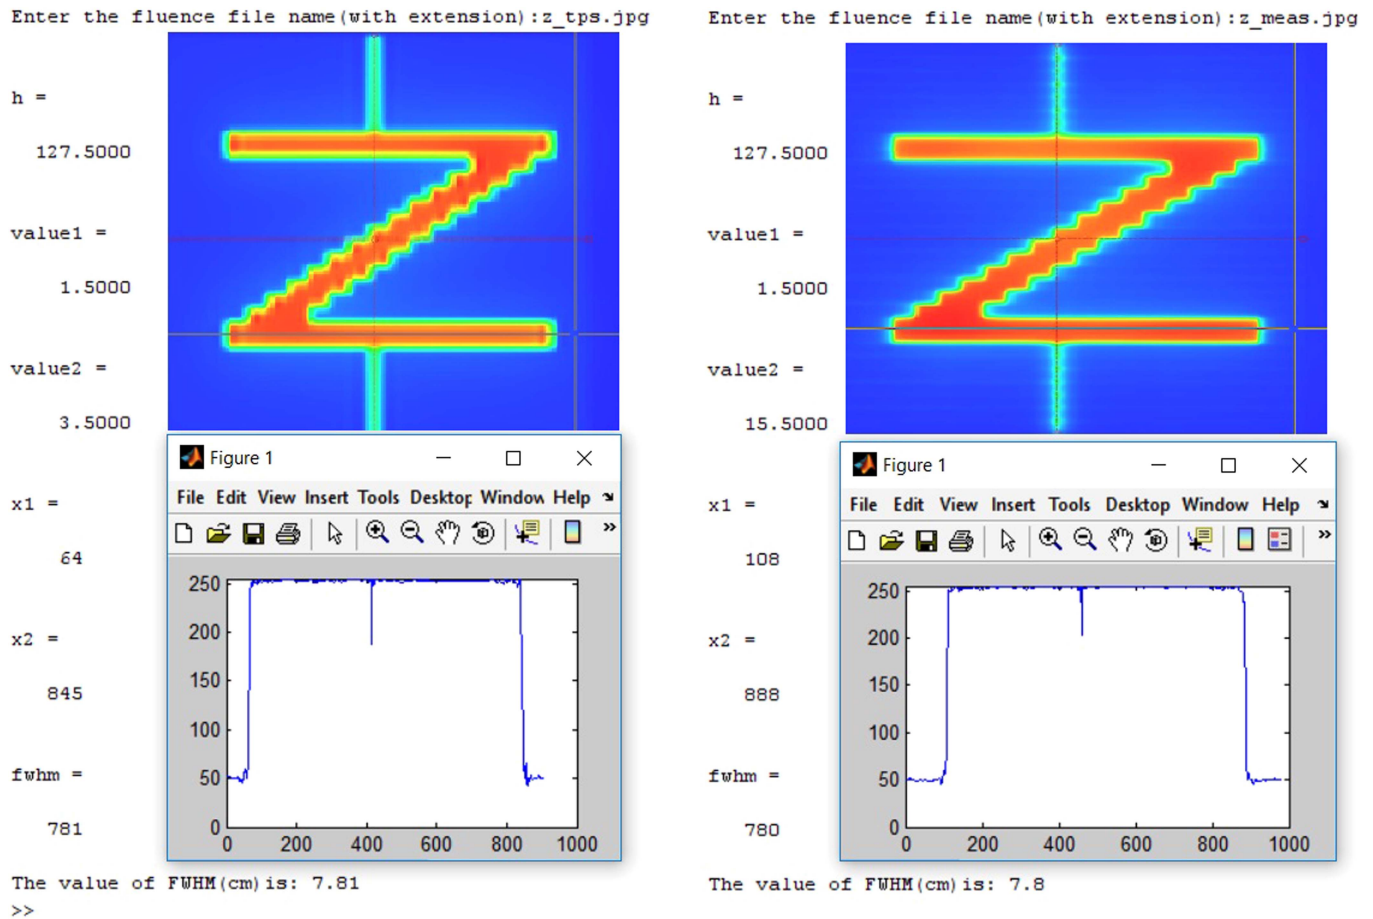 Enter the fluence file name(with extension):z_tps.jpg
h =
127.5000
value1 =
1.5000
value2 =
3.5000
x1 =
64
x2 =
845
fwhm =
781
The value of FWHM(cm)is: 7.81
>>
Figure 1
File Edit View Insert Tools Desktop Window Help
250
200
150
100
50
0
0 200 400 600 800 1000
Enter the fluence file name(with extension):z_meas.jpg
h =
127.5000
value1 =
1.5000
value2 =
15.5000
x1 =
108
x2 =
888
fwhm =
780
The value of FWHM(cm)is: 7.8
Figure 1
File Edit View Insert Tools Desktop Window Help
250
200
150
100
50
0
0 200 400 600 800 1000